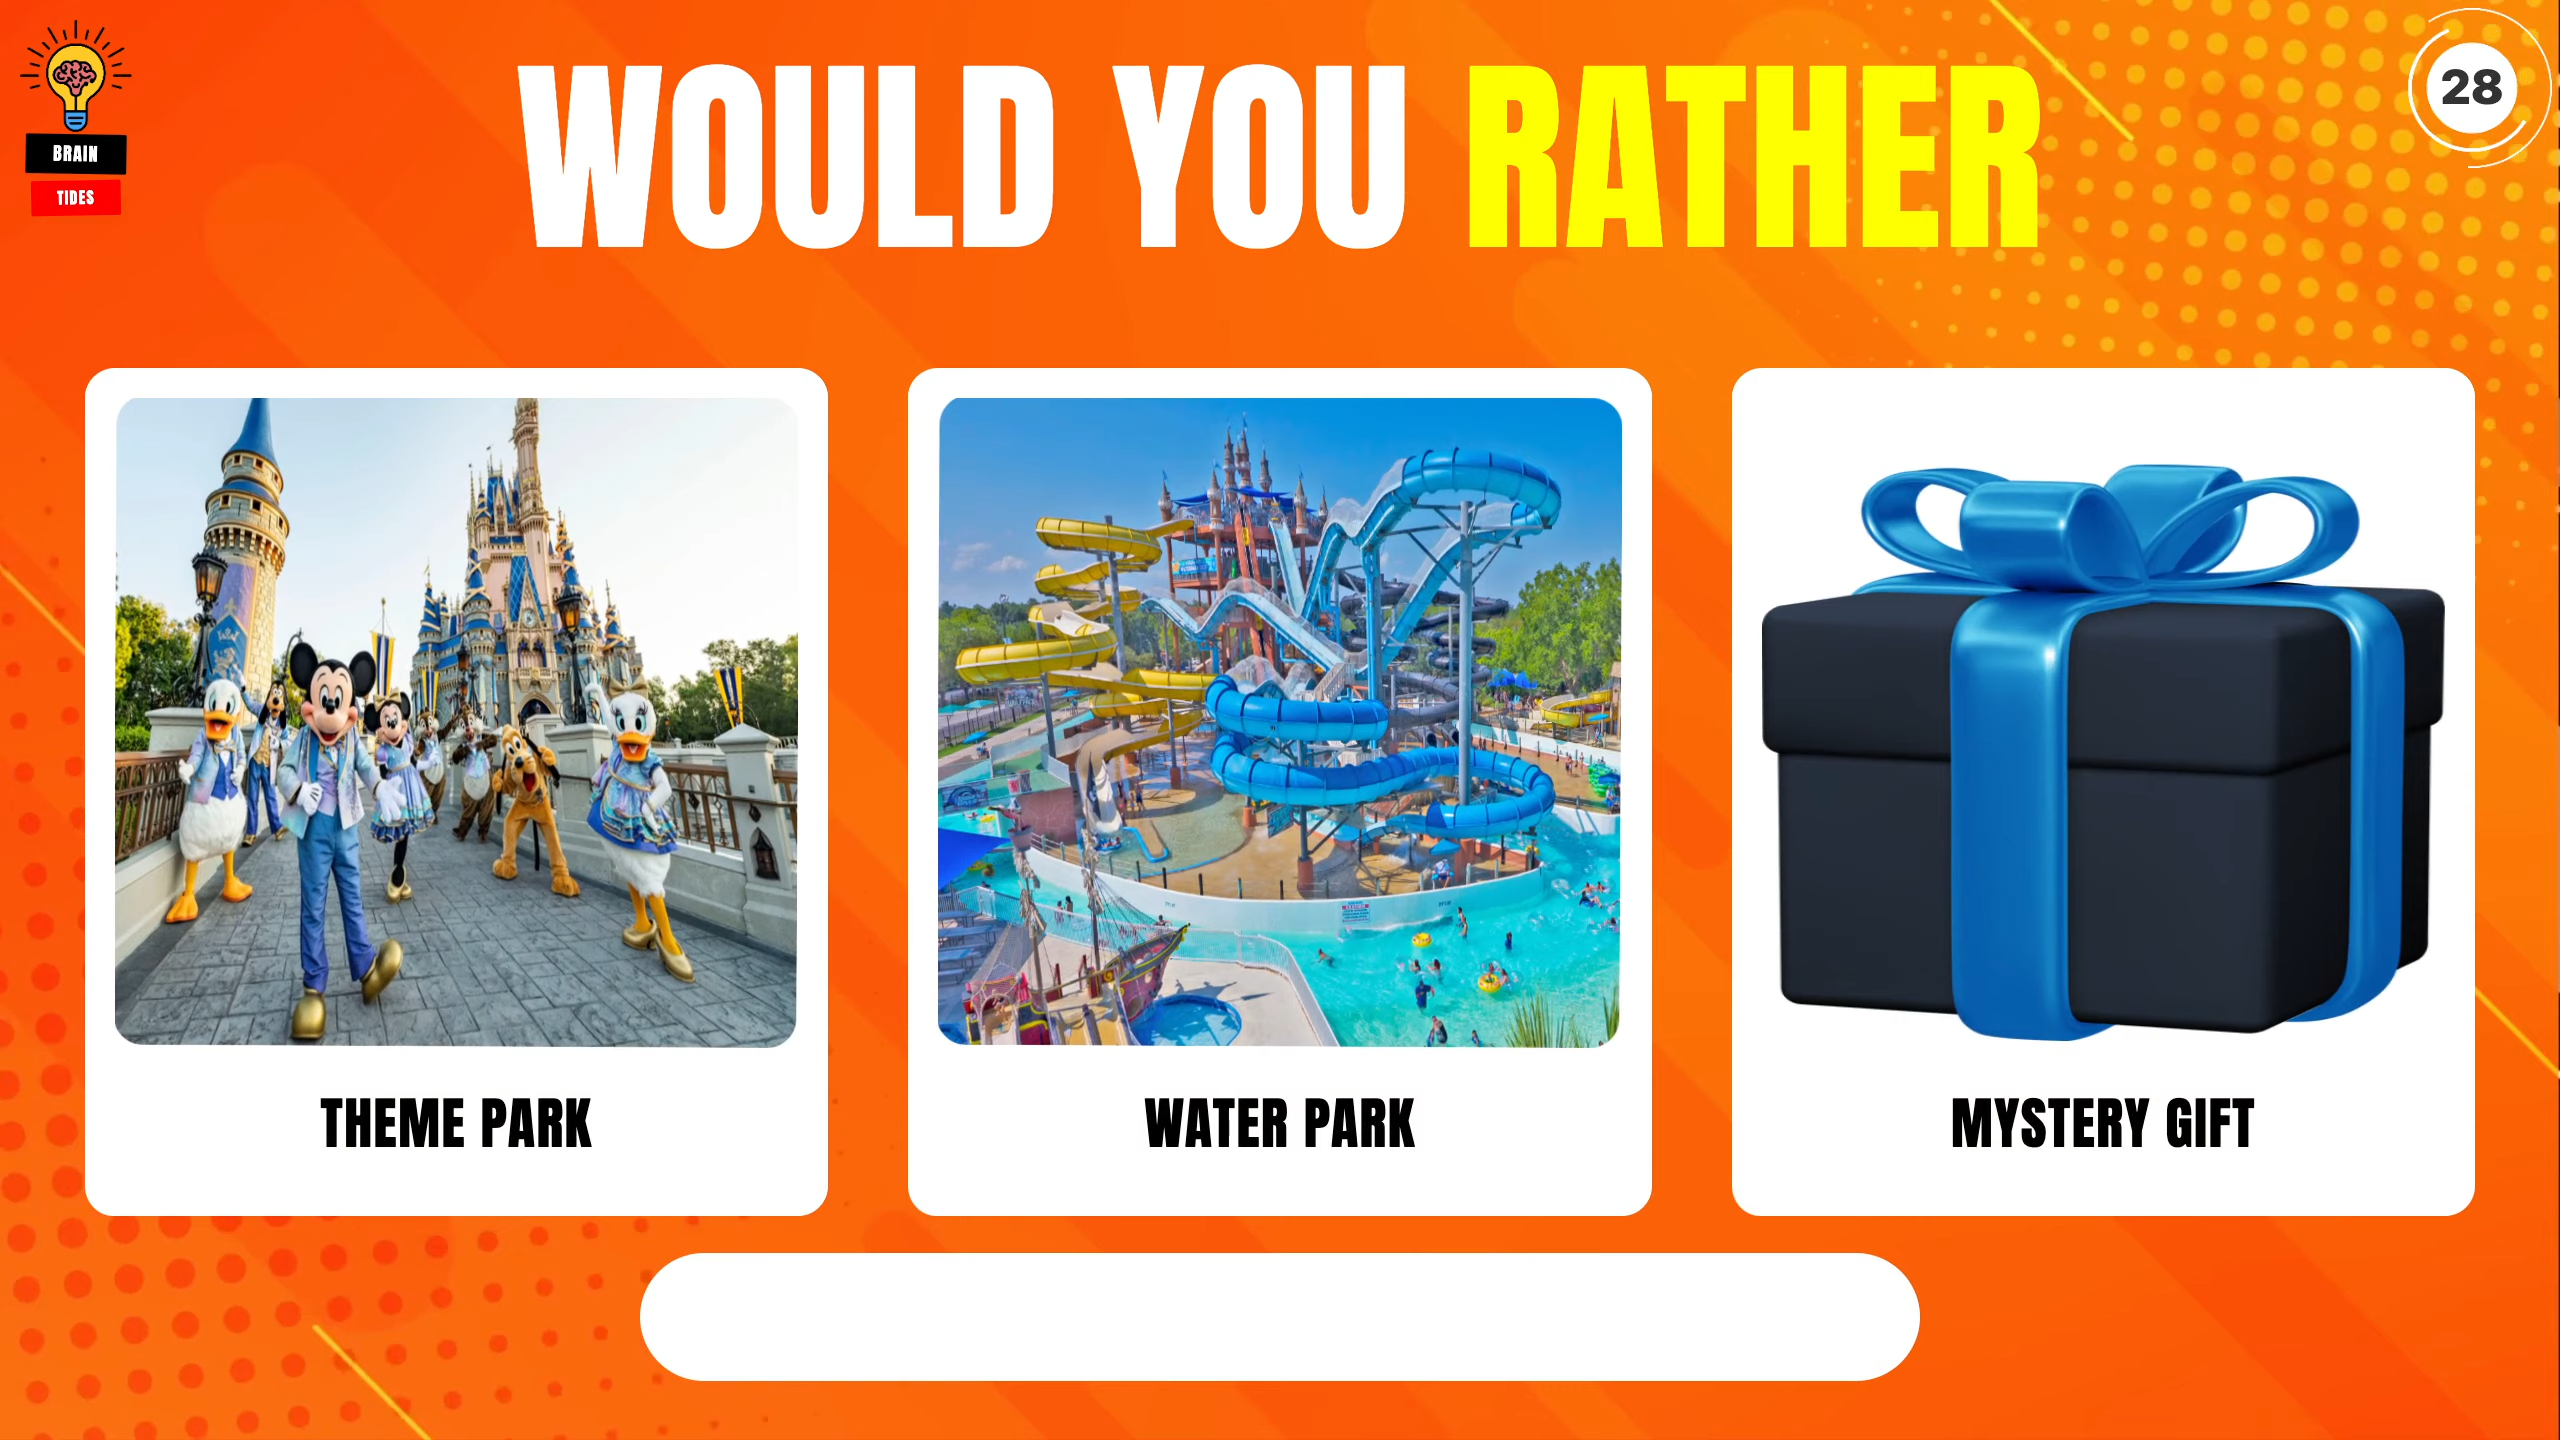 BRAIN
TIDES
WOULD YOU RATHER
28
THEME PARK
WATER PARK
MYSTERY GIFT